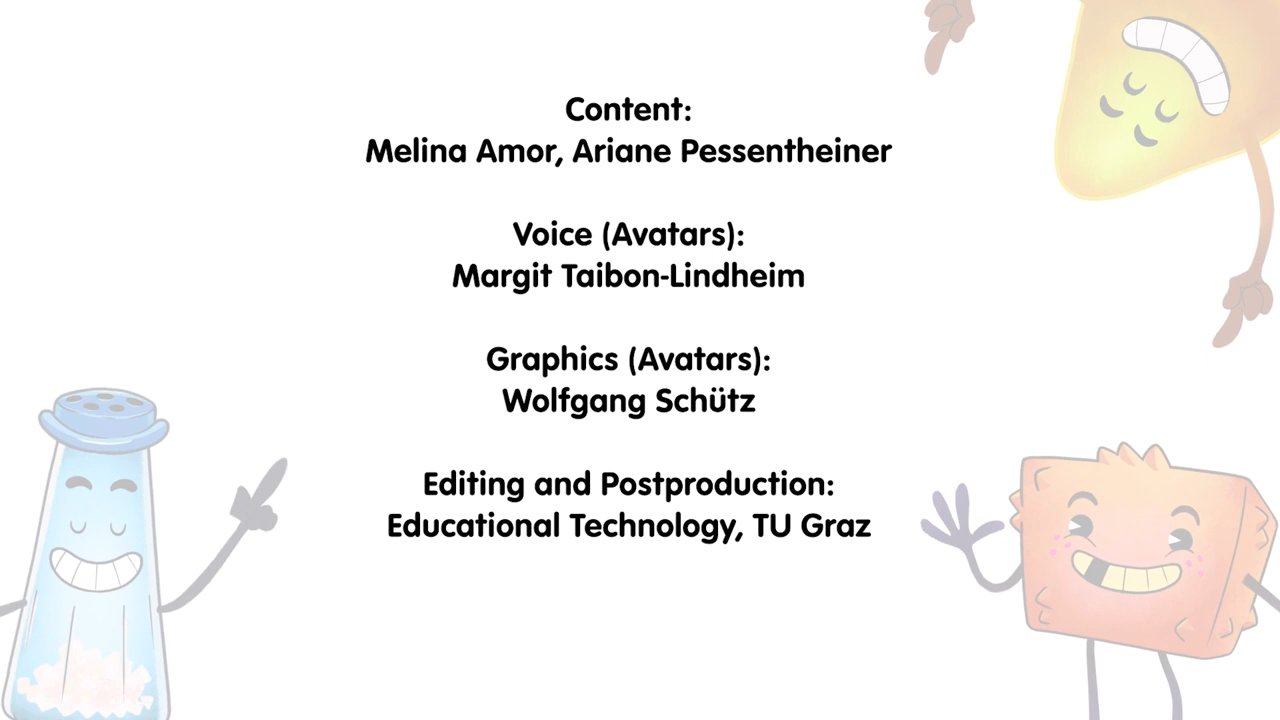 Content:
Melina Amor, Ariane Pessentheiner
Voice (Avatars):
Margit Taibon-Lindheim
Graphics (Avatars):
Wolfgang Schütz
Editing and Postproduction:
Educational Technology, TU Graz